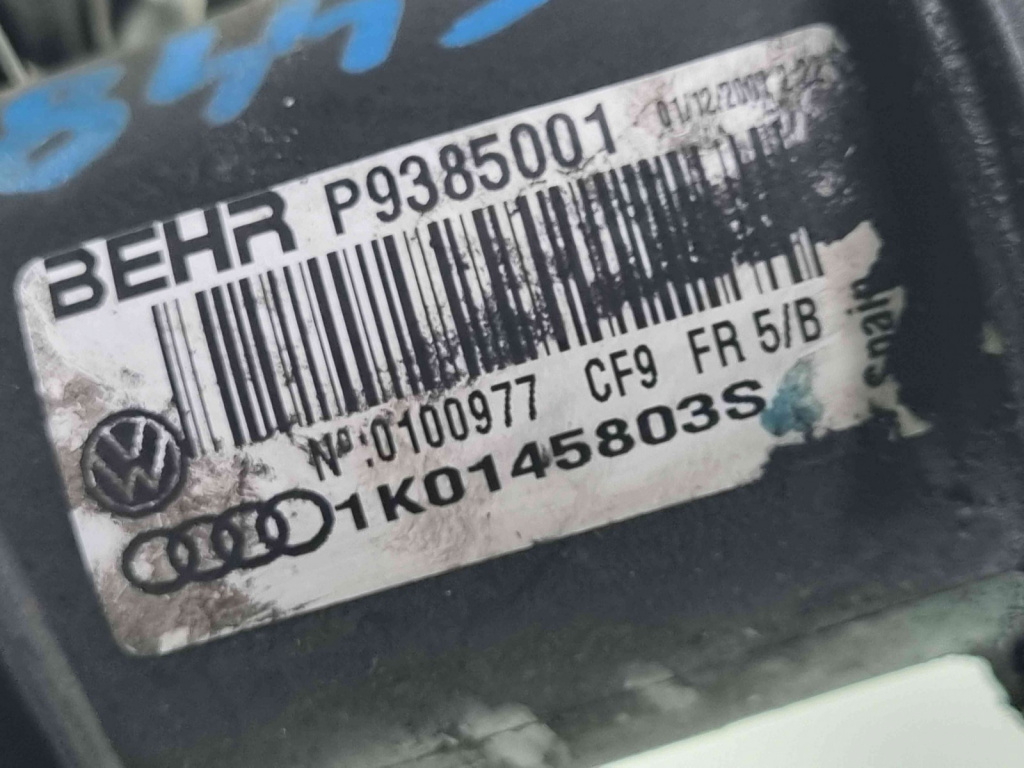 BEHR P9385001
Nº:0100977 CF9 FR 5/B
1K0145803S